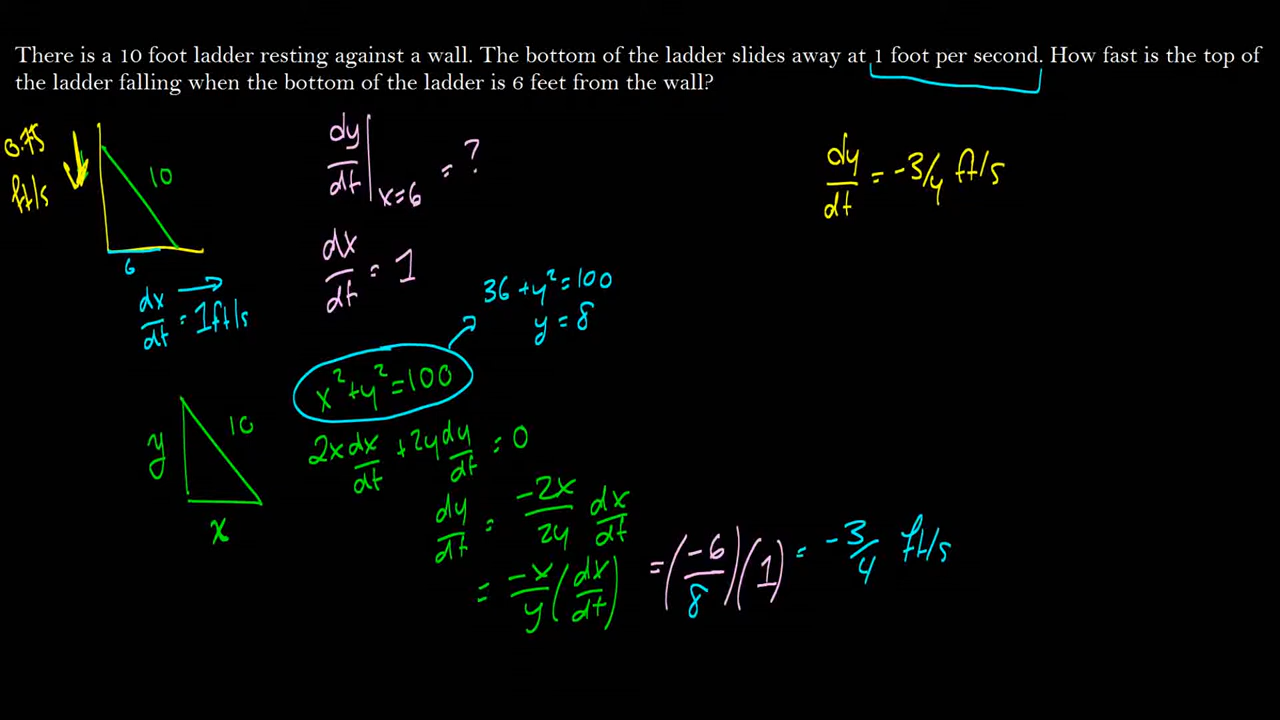 There is a 10 foot ladder resting against a wall. The bottom of the ladder slides away at 1 foot per second. How fast is the top of
the ladder falling when the bottom of the ladder is 6 feet from the wall?
0.75
ft/s
10
6
dx/dt = 1 ft/s
dy/dt |x=6 = ?
dx/dt = 1
36 + y² = 100
y = 8
x² + y² = 100
y
10
x
2x dx/dt + 2y dy/dt = 0
dy/dt = -2x/2y dx/dt
= -x/y (dx/dt) = (-6/8)(1) = -3/4 ft/s
dy/dt = -3/4 ft/s